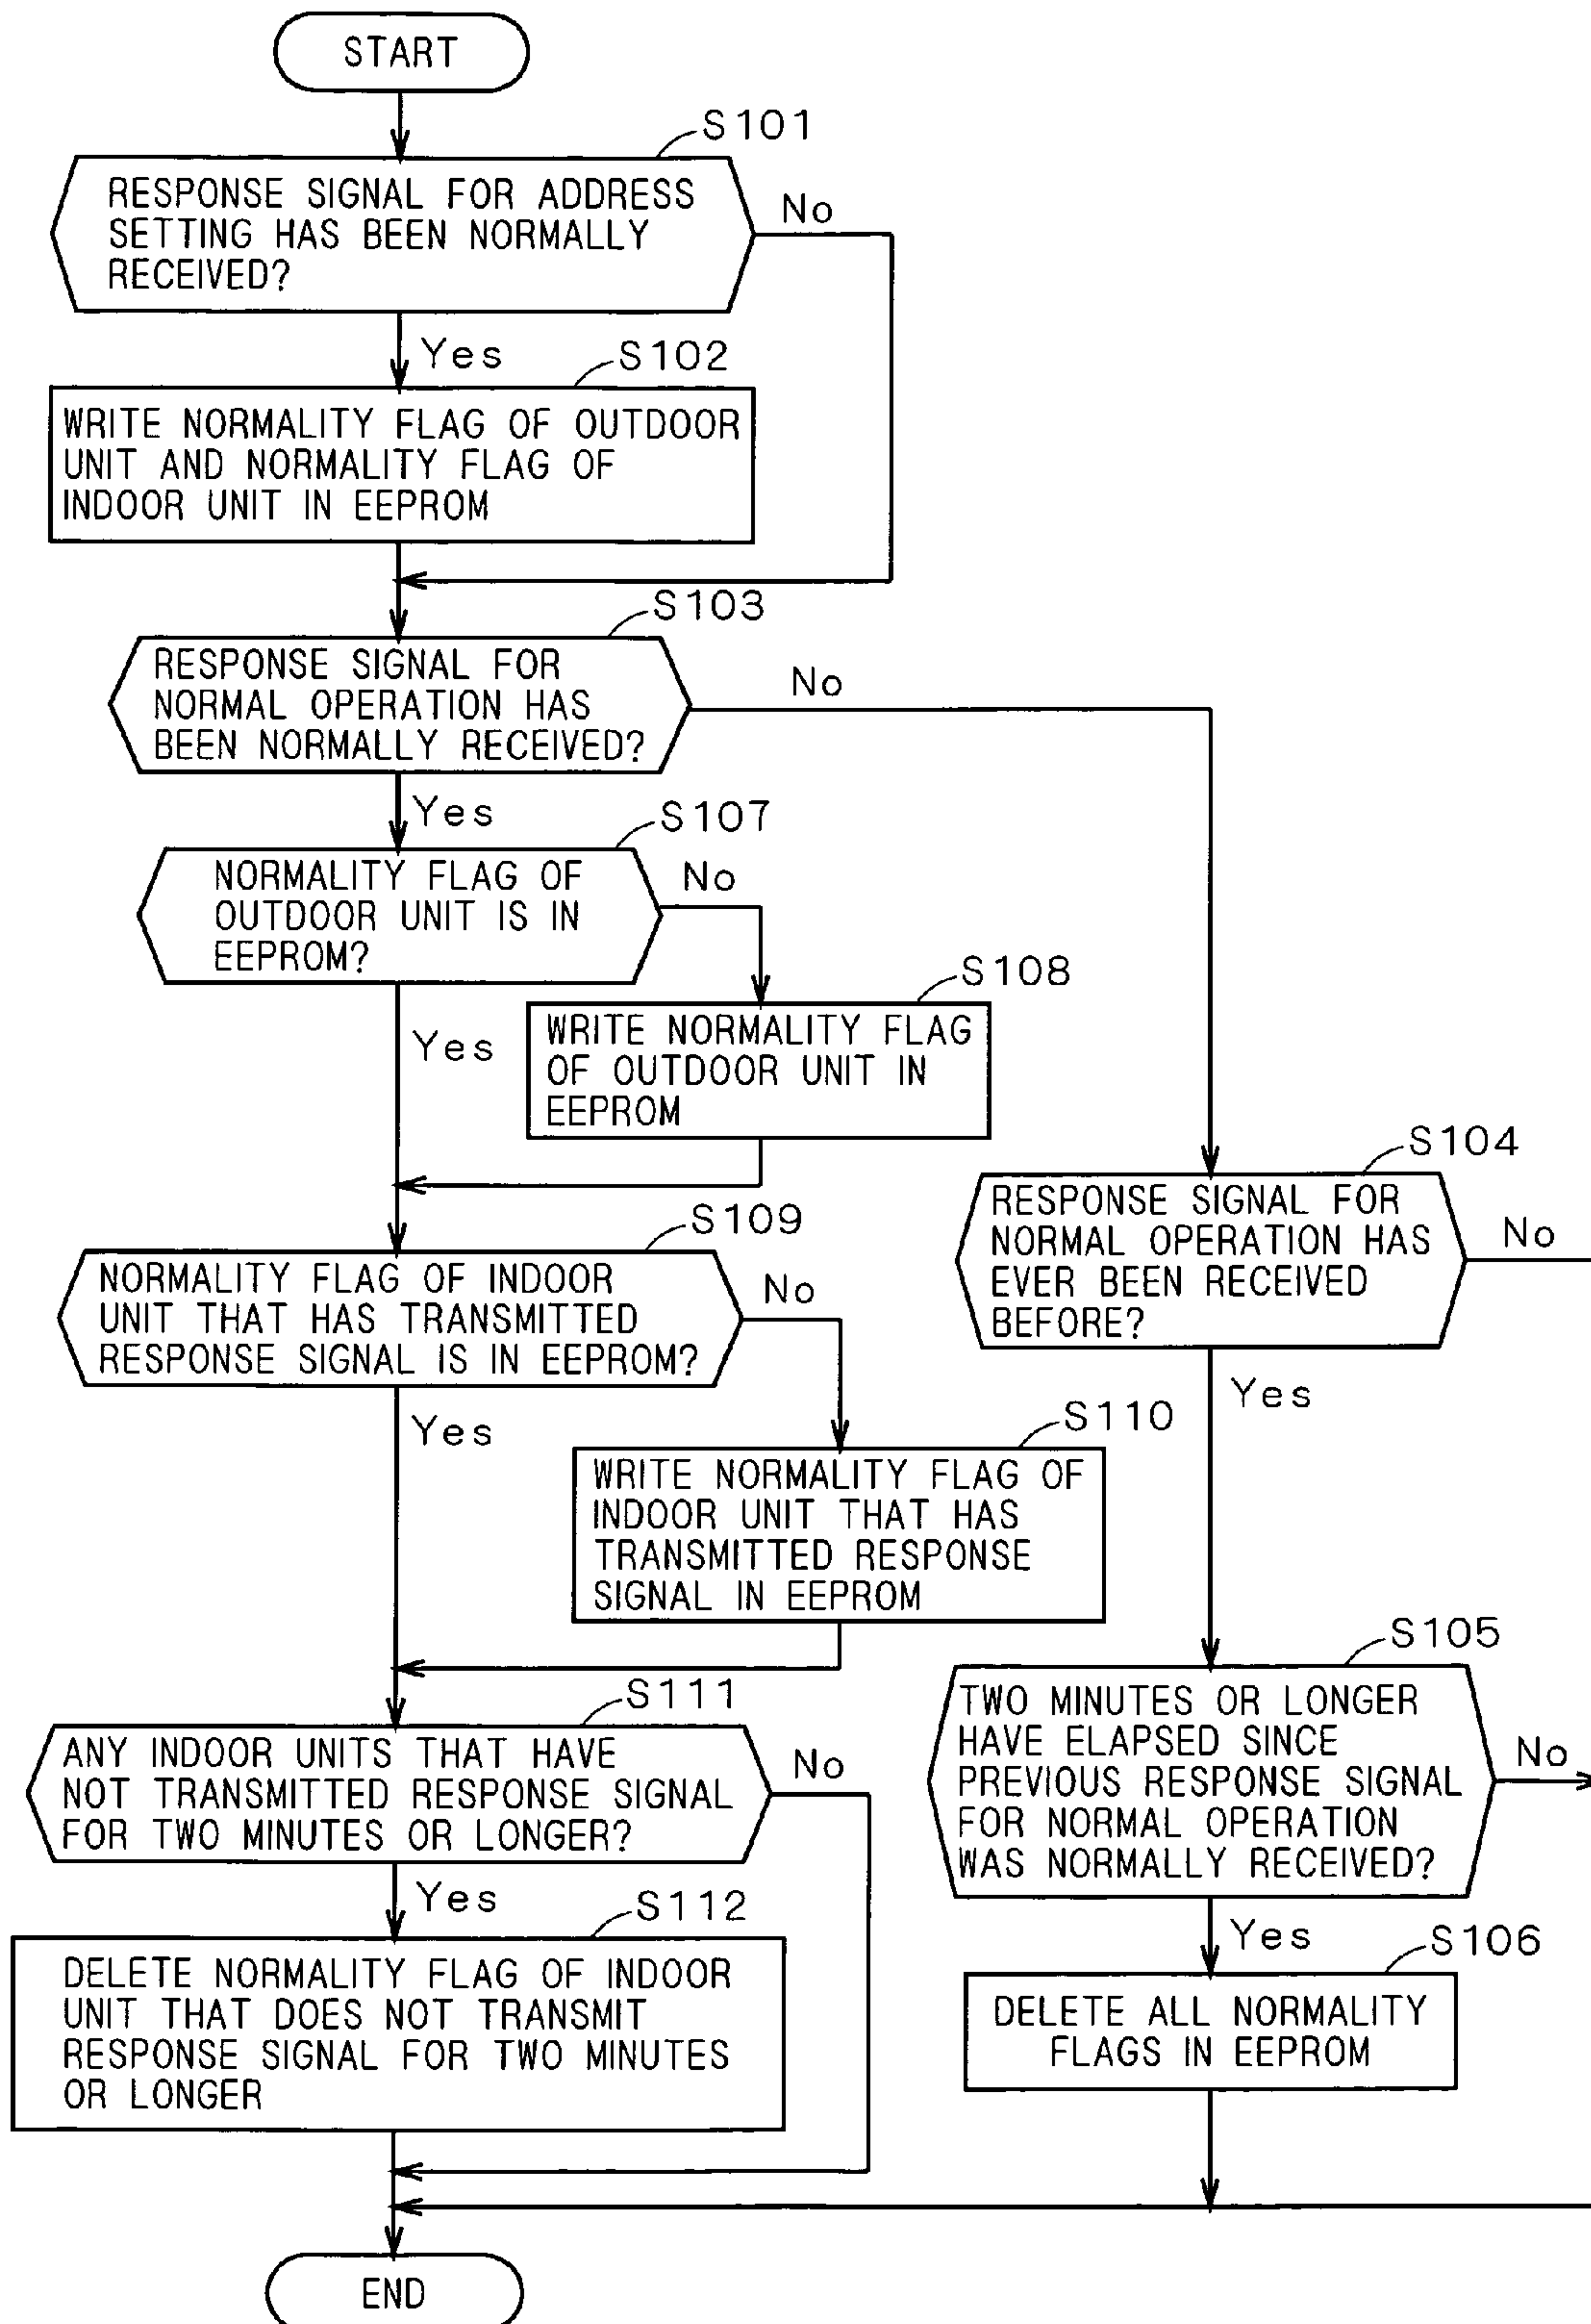 START
S101
RESPONSE SIGNAL FOR ADDRESS
SETTING HAS BEEN NORMALLY
RECEIVED?
No
Yes
S102
WRITE NORMALITY FLAG OF OUTDOOR
UNIT AND NORMALITY FLAG OF
INDOOR UNIT IN EEPROM
S103
RESPONSE SIGNAL FOR
NORMAL OPERATION HAS
BEEN NORMALLY RECEIVED?
No
Yes
S107
NORMALITY FLAG OF
OUTDOOR UNIT IS IN
EEPROM?
No
Yes
S108
WRITE NORMALITY FLAG
OF OUTDOOR UNIT IN
EEPROM
S104
RESPONSE SIGNAL FOR
NORMAL OPERATION HAS
EVER BEEN RECEIVED
BEFORE?
No
Yes
S109
NORMALITY FLAG OF INDOOR
UNIT THAT HAS TRANSMITTED
RESPONSE SIGNAL IS IN EEPROM?
No
Yes
S110
WRITE NORMALITY FLAG OF
INDOOR UNIT THAT HAS
TRANSMITTED RESPONSE
SIGNAL IN EEPROM
S105
TWO MINUTES OR LONGER
HAVE ELAPSED SINCE
PREVIOUS RESPONSE SIGNAL
FOR NORMAL OPERATION
WAS NORMALLY RECEIVED?
No
Yes
S111
ANY INDOOR UNITS THAT HAVE
NOT TRANSMITTED RESPONSE SIGNAL
FOR TWO MINUTES OR LONGER?
No
Yes
S112
DELETE NORMALITY FLAG OF INDOOR
UNIT THAT DOES NOT TRANSMIT
RESPONSE SIGNAL FOR TWO MINUTES
OR LONGER
S106
DELETE ALL NORMALITY
FLAGS IN EEPROM
END